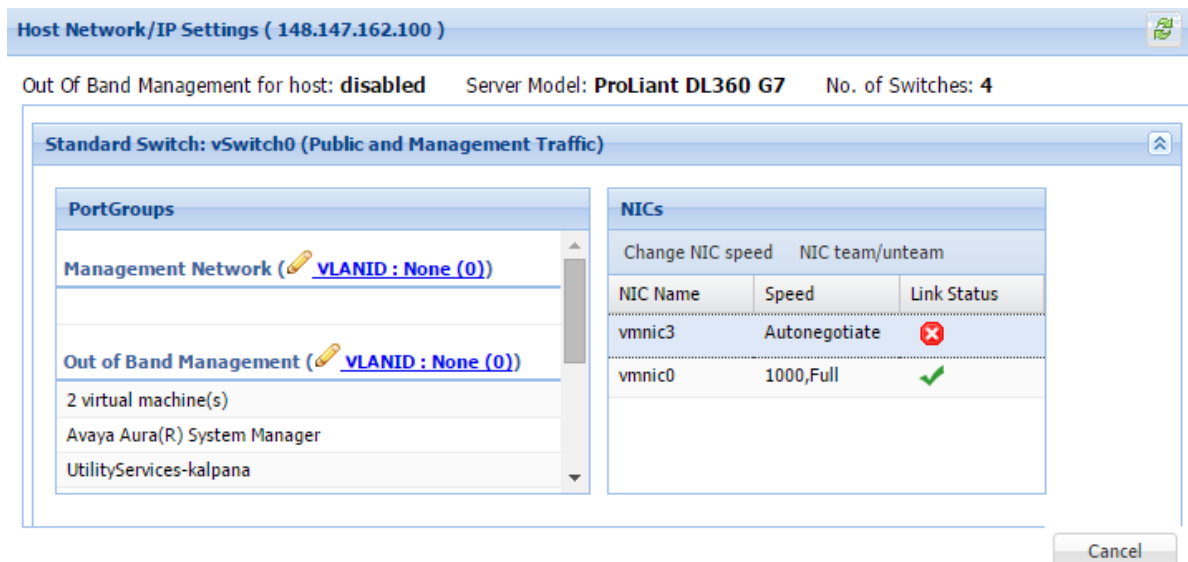 Host Network/IP Settings ( 148.147.162.100 )
Out Of Band Management for host: disabled Server Model: ProLiant DL360 G7 No. of Switches: 4
Standard Switch: vSwitch0 (Public and Management Traffic)
PortGroups
Management Network ( VLANID : None (0))
Out of Band Management ( VLANID : None (0))
2 virtual machine(s)
Avaya Aura(R) System Manager
UtilityServices-kalpana
NICs
Change NIC speed NIC team/unteam
NIC Name Speed Link Status
vmnic3 Autonegotiate
vmnic0 1000,Full
Cancel